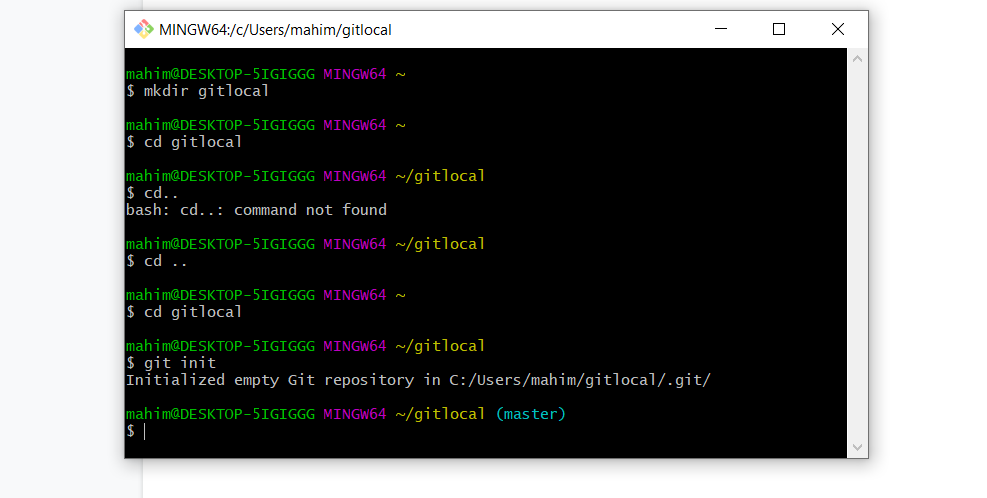 MINGW64:/c/Users/mahim/gitlocal
mahim@DESKTOP-5IGIGGG MINGW64 ~
$ mkdir gitlocal
mahim@DESKTOP-5IGIGGG MINGW64 ~
$ cd gitlocal
mahim@DESKTOP-5IGIGGG MINGW64 ~/gitlocal
$ cd..
bash: cd..: command not found
mahim@DESKTOP-5IGIGGG MINGW64 ~/gitlocal
$ cd ..
mahim@DESKTOP-5IGIGGG MINGW64 ~
$ cd gitlocal
mahim@DESKTOP-5IGIGGG MINGW64 ~/gitlocal
$ git init
Initialized empty Git repository in C:/Users/mahim/gitlocal/.git/
mahim@DESKTOP-5IGIGGG MINGW64 ~/gitlocal (master)
$